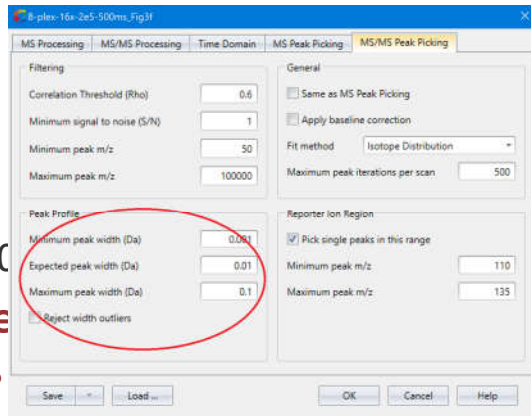 8-plex-16x-2e5-500ms_Fig3f
MS Processing MS/MS Processing Time Domain MS Peak Picking MS/MS Peak Picking
Filtering
Correlation Threshold (Rho) 0.6
Minimum signal to noise (S/N) 1
Minimum peak m/z 50
Maximum peak m/z 100000
General
Same as MS Peak Picking
Apply baseline correction
Fit method Isotope Distribution
Maximum peak iterations per scan 500
Peak Profile
Minimum peak width (Da) 0.001
Expected peak width (Da) 0.01
Maximum peak width (Da) 0.1
Reject width outliers
Reporter Ion Region
Pick single peaks in this range
Minimum peak m/z 110
Maximum peak m/z 135
Save Load ... OK Cancel Help